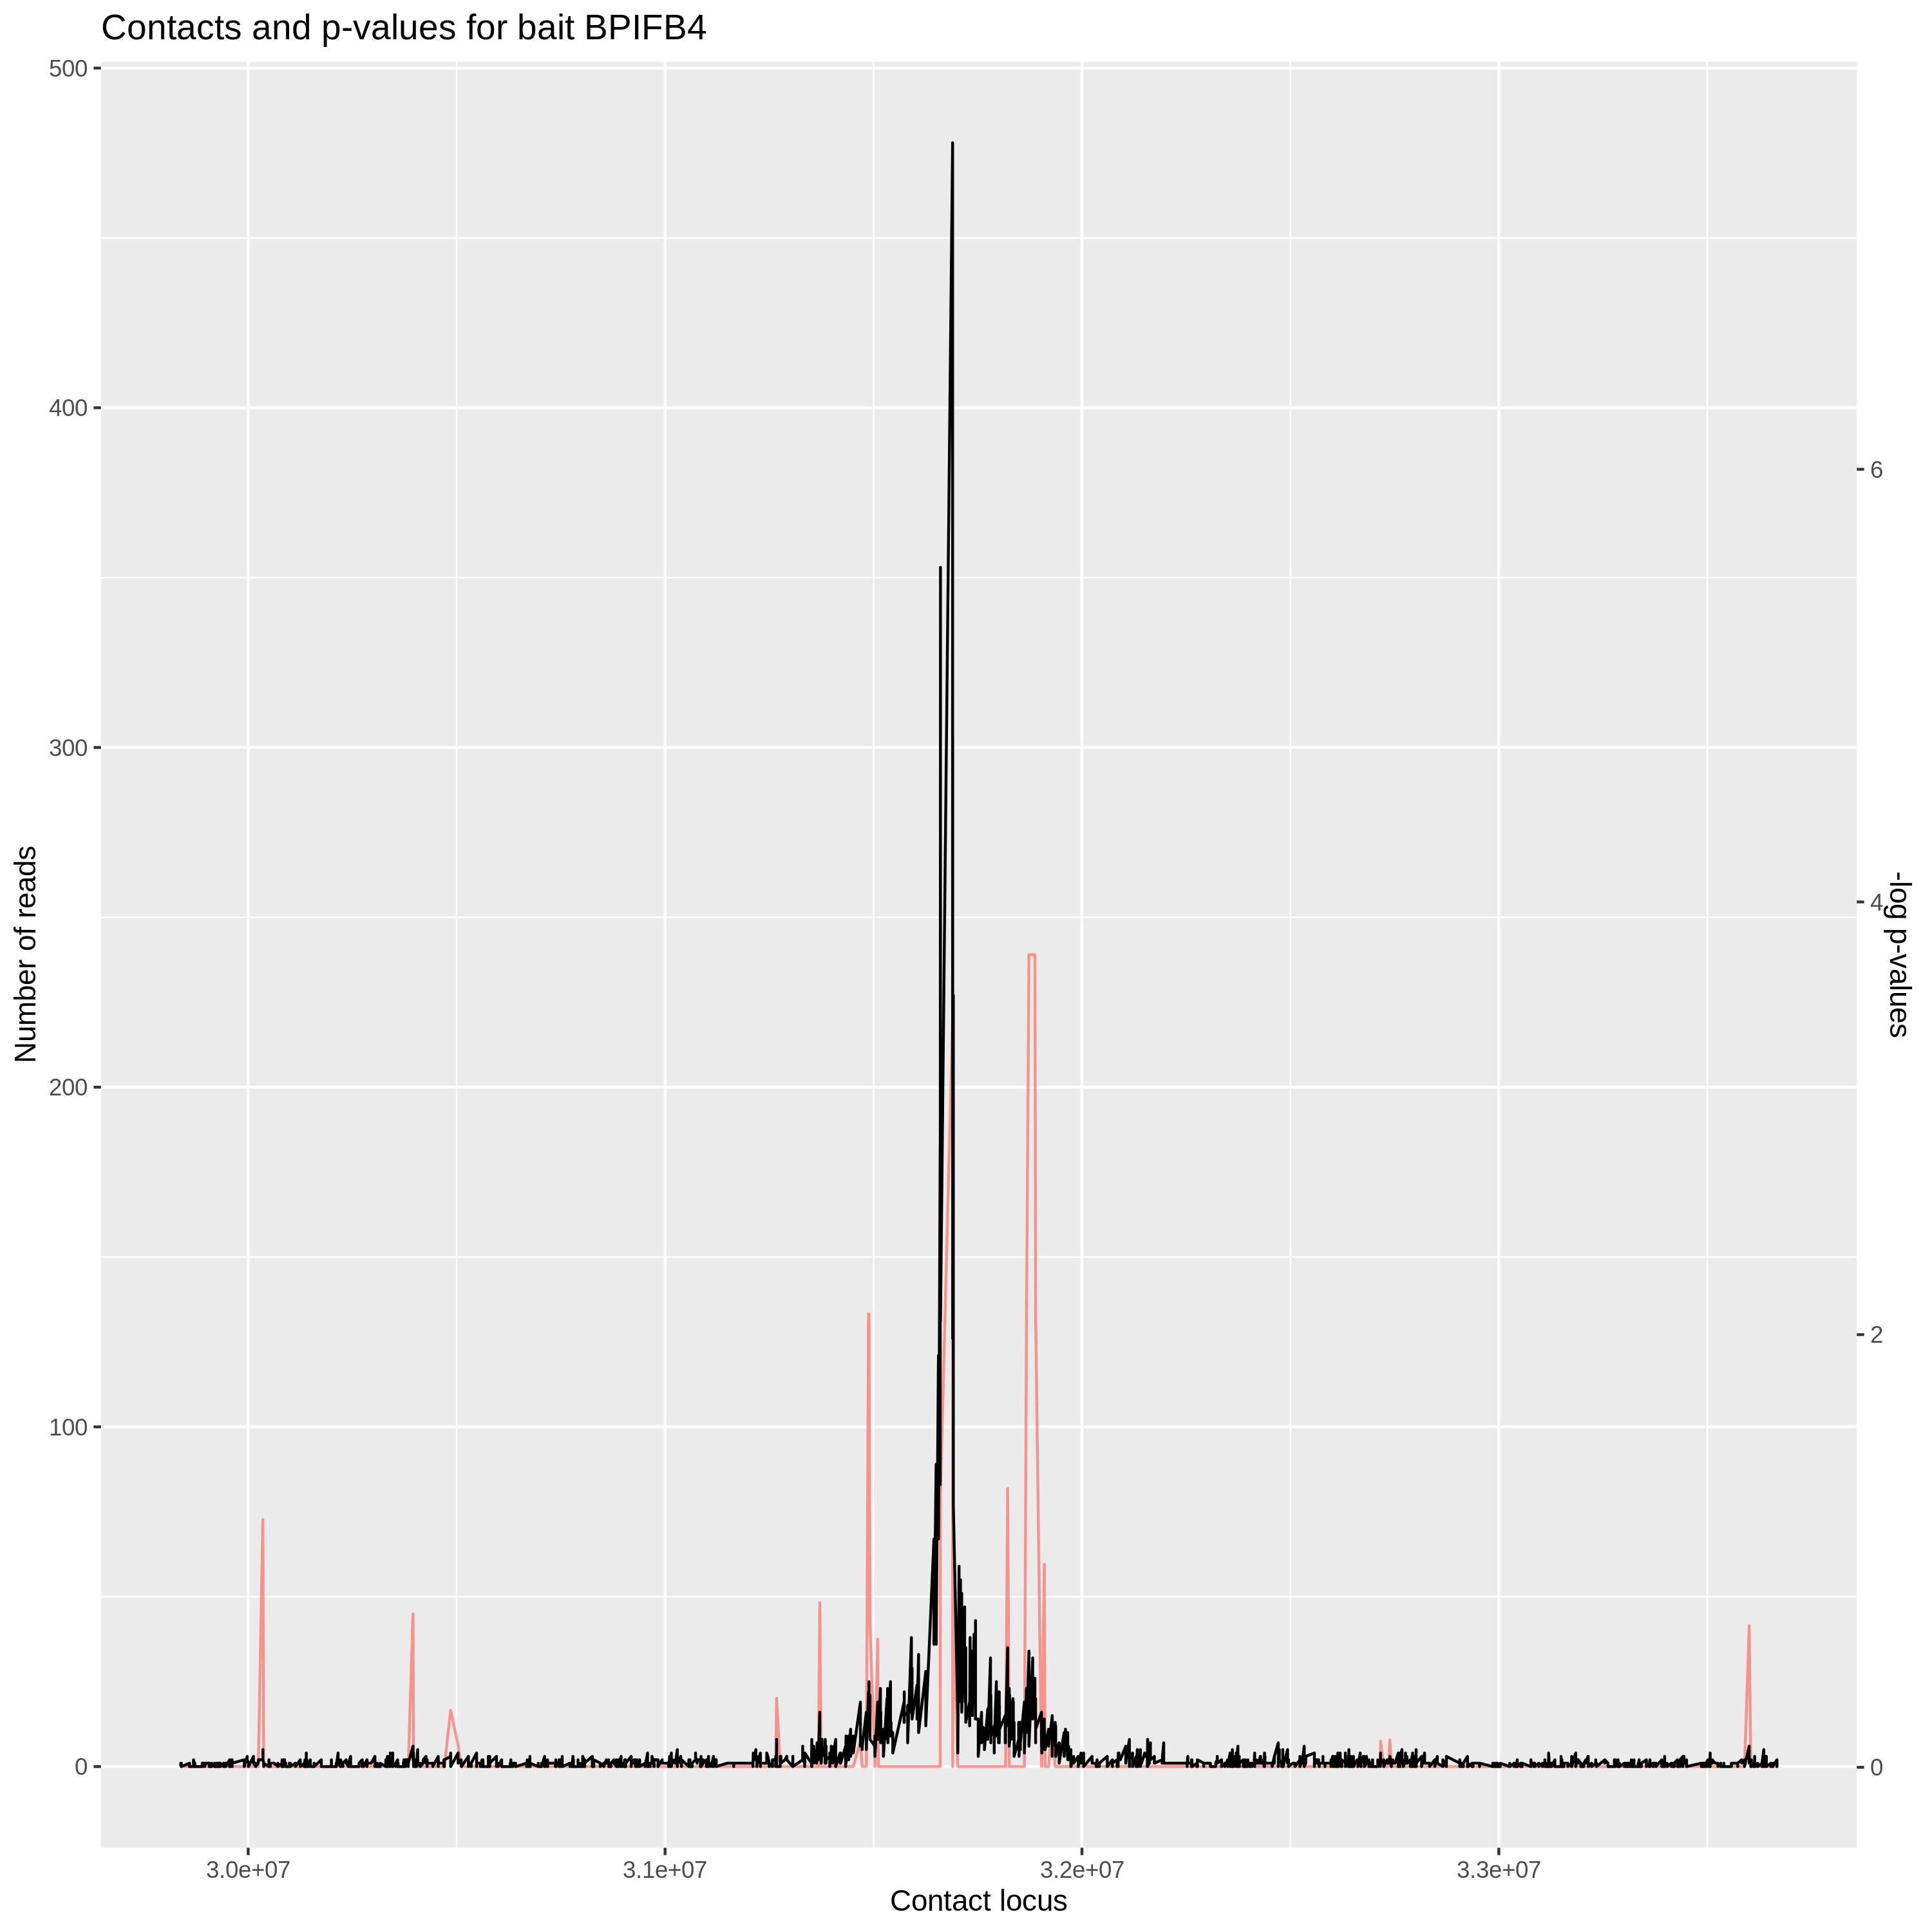 Contacts and p-values for bait BPIFB4
500
400
300
200
100
0
Number of reads
6
4
2
0
-log p-values
3.0e+07
3.1e+07
3.2e+07
3.3e+07
Contact locus